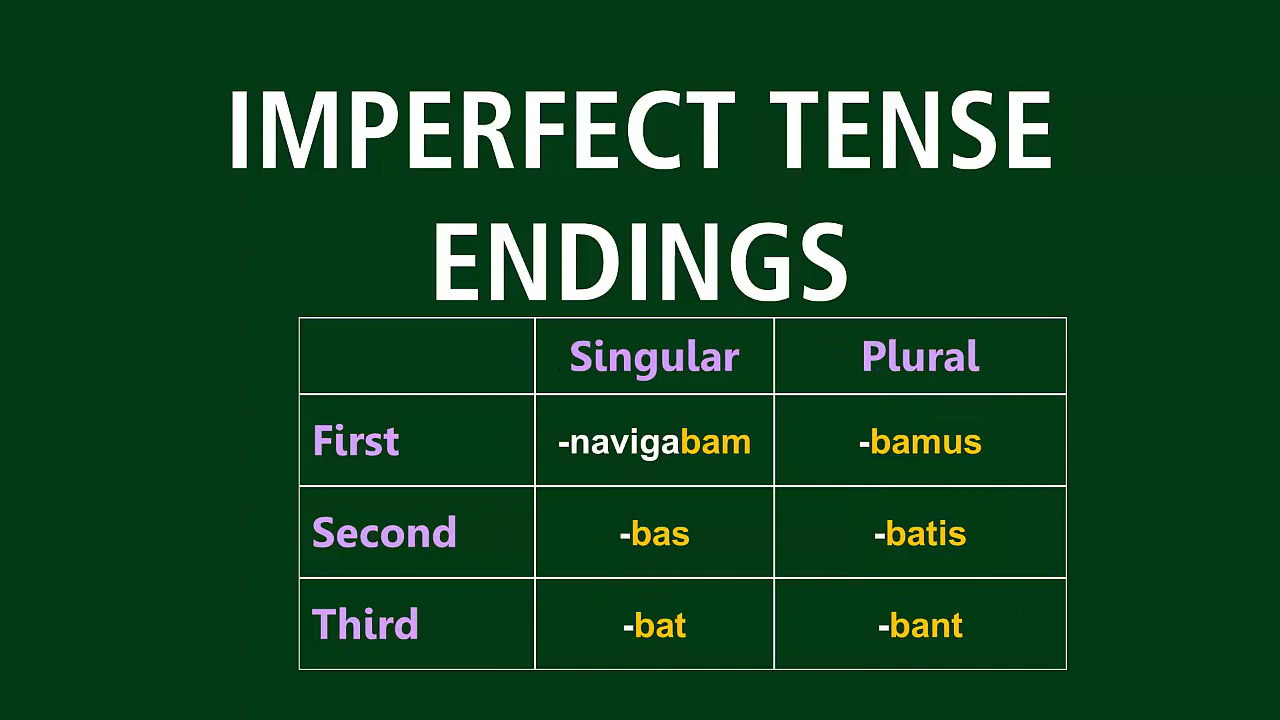 IMPERFECT TENSE
ENDINGS
Singular Plural
First -navigabam -bamus
Second -bas -batis
Third -bat -bant